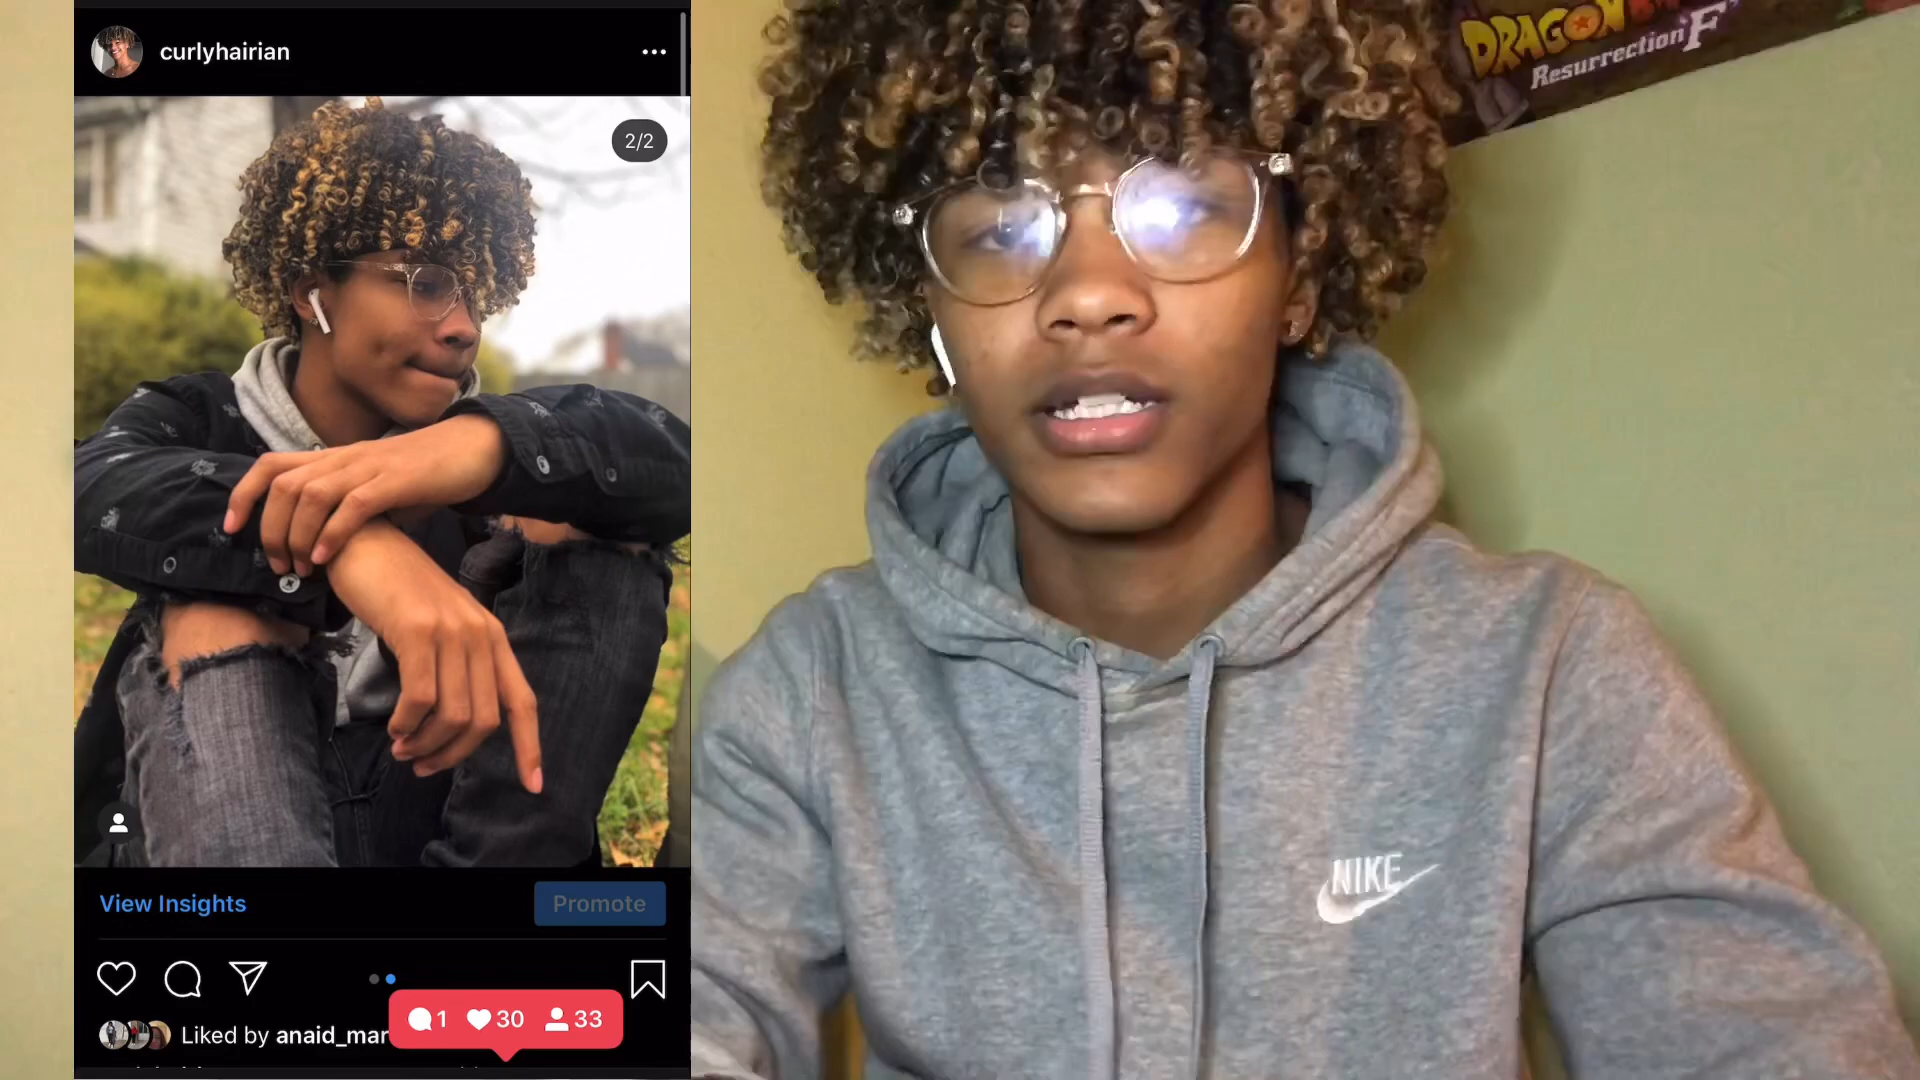 curlyhairian
2/2
View Insights
Promote
Liked by anaid_mar
1 30 33
DRAGON
Resurrection 'F'
NIKE